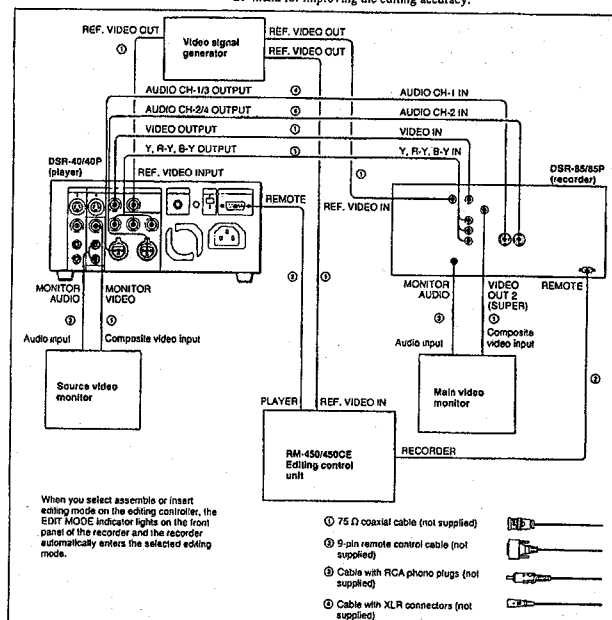 for improving the editing accuracy.
REF. VIDEO OUT
①
Video signal
generator
REF. VIDEO OUT
REF. VIDEO OUT
AUDIO CH-1/3 OUTPUT ④ AUDIO CH-1 IN
AUDIO CH-2/4 OUTPUT ④ AUDIO CH-2 IN
VIDEO OUTPUT ① VIDEO IN
Y, R-Y, B-Y OUTPUT ① Y, R-Y, B-Y IN
DSR-40/40P
(player)
REF. VIDEO INPUT
REMOTE
DSR-85/85P
(recorder)
①
REF. VIDEO IN
MONITOR
AUDIO
MONITOR
VIDEO
③ ①
Audio input Composite video input
Source video
monitor
② ①
MONITOR
AUDIO
VIDEO
OUT 2
(SUPER)
REMOTE
③ ①
Audio input
Composite
video input
Main video
monitor
②
PLAYER REF. VIDEO IN
RM-450/450CE
Editing control
unit
RECORDER
When you select assemble or insert
editing mode on the editing controller, the
EDIT MODE indicator lights on the front
panel of the recorder and the recorder
automatically enters the selected editing
mode.
① 75 Ω coaxial cable (not supplied)
② 9-pin remote control cable (not
supplied)
③ Cable with RCA phono plugs (not
supplied)
④ Cable with XLR connectors (not
supplied)